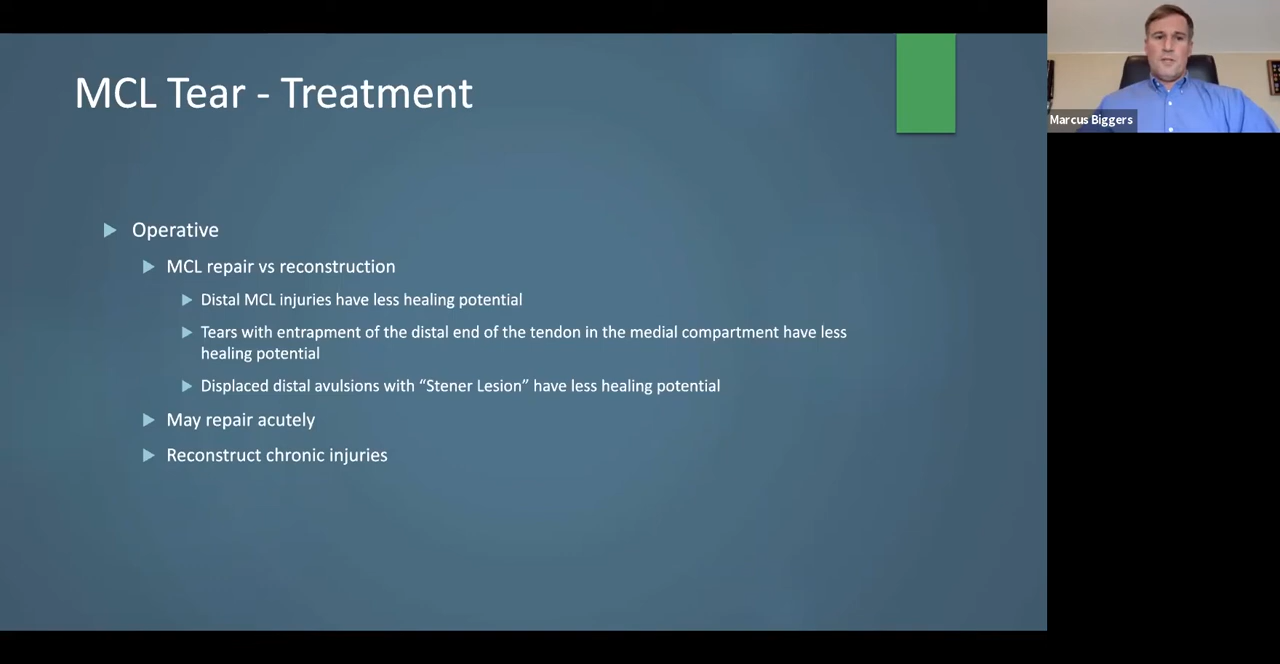 MCL Tear - Treatment
Marcus Biggers
Operative
MCL repair vs reconstruction
Distal MCL injuries have less healing potential
Tears with entrapment of the distal end of the tendon in the medial compartment have less
healing potential
Displaced distal avulsions with “Stener Lesion” have less healing potential
May repair acutely
Reconstruct chronic injuries